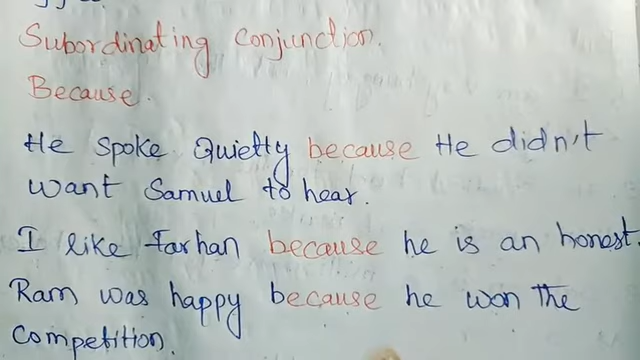 Subordinating Conjunction.
Because.
He spoke Quietly because He didn't
want Samuel to hear.
I like Farhan because he is an honest.
Ram was happy because he won The
Competition.